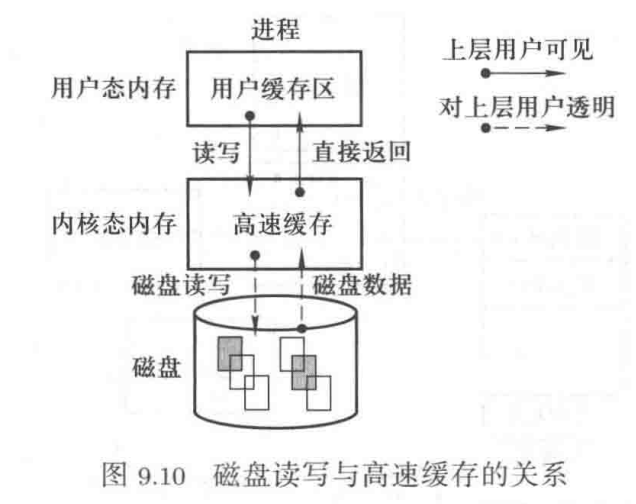 进程
上层用户可见
用户态内存
用户缓存区
对上层用户透明
读写
直接返回
内核态内存
高速缓存
磁盘读写
磁盘数据
磁盘
图 9.10 磁盘读写与高速缓存的关系